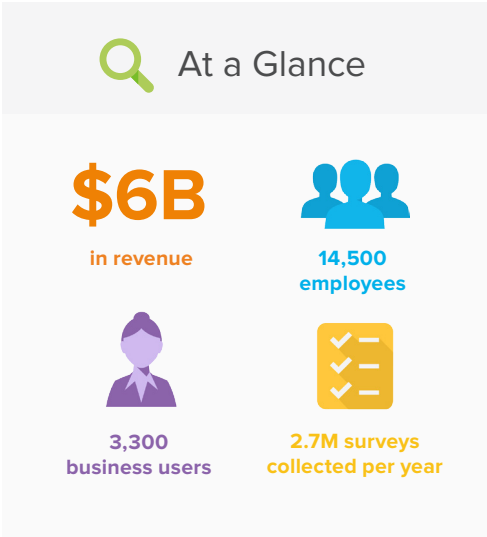 At a Glance
$6B
in revenue
14,500
employees
3,300
business users
2.7M surveys
collected per year